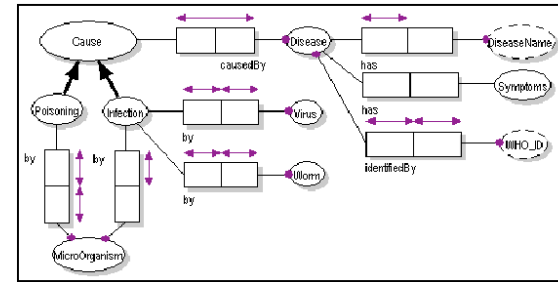 Cause
Disease
DiseaseName
causedBy
has
Symptoms
Poisoning
Infection
Virus
has
by
WHO_ID
by
by
identifiedBy
Worm
by
MicroOrganism